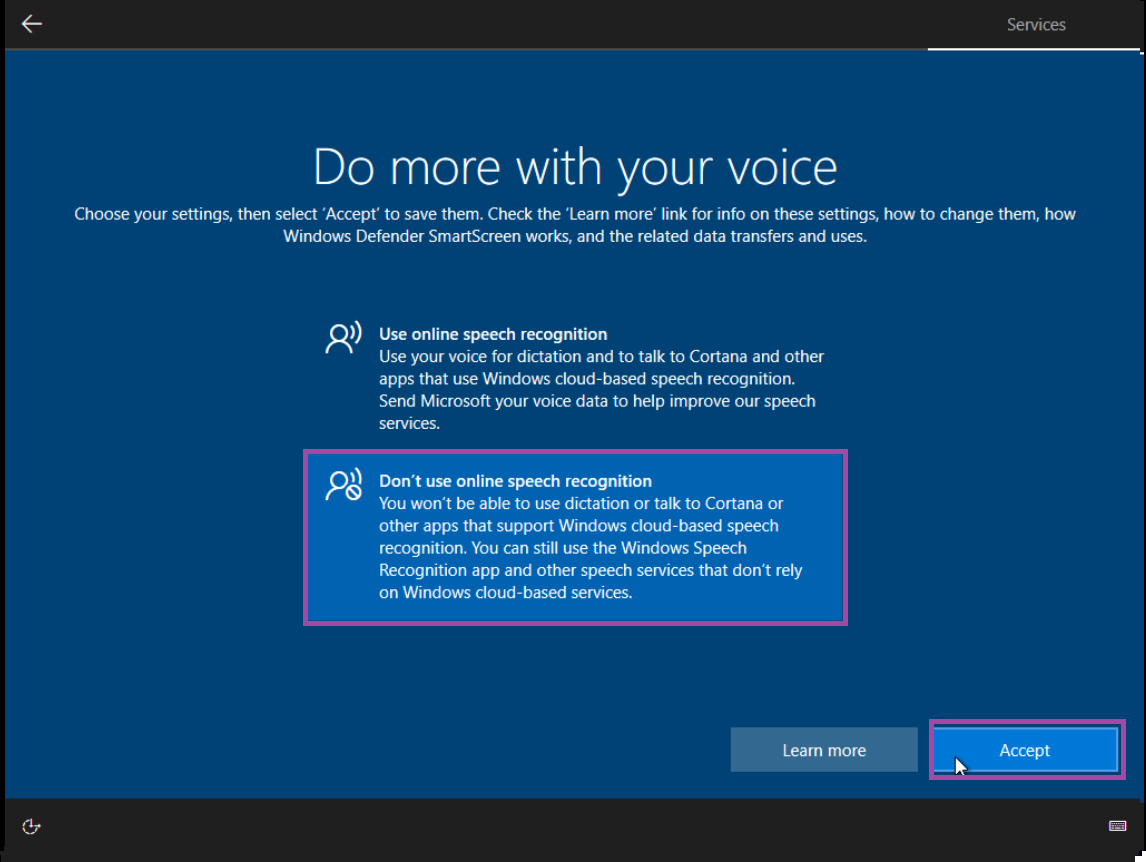 Services
Do more with your voice
Choose your settings, then select ‘Accept’ to save them. Check the ‘Learn more’ link for info on these settings, how to change them, how
Windows Defender SmartScreen works, and the related data transfers and uses.
Use online speech recognition
Use your voice for dictation and to talk to Cortana and other
apps that use Windows cloud-based speech recognition.
Send Microsoft your voice data to help improve our speech
services.
Don’t use online speech recognition
You won’t be able to use dictation or talk to Cortana or
other apps that support Windows cloud-based speech
recognition. You can still use the Windows Speech
Recognition app and other speech services that don’t rely
on Windows cloud-based services.
Learn more
Accept